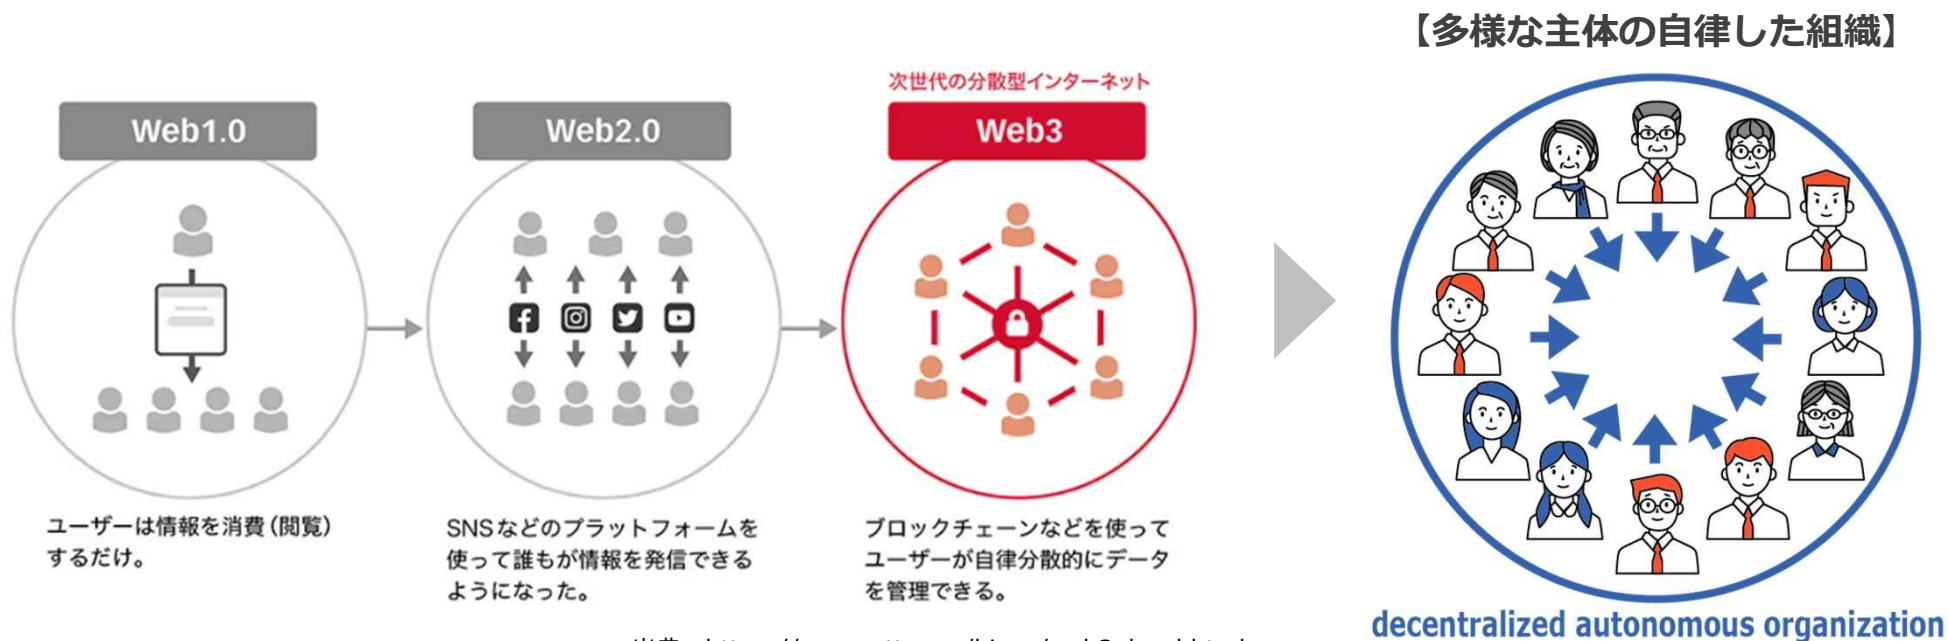 【多様な主体の自律した組織】
次世代の分散型インターネット
Web1.0
Web2.0
Web3
ユーザーは情報を消費（閲覧）
するだけ。
SNSなどのプラットフォームを
使って誰もが情報を発信できる
ようになった。
ブロックチェーンなどを使って
ユーザーが自律分散的にデータ
を管理できる。
decentralized autonomous organization